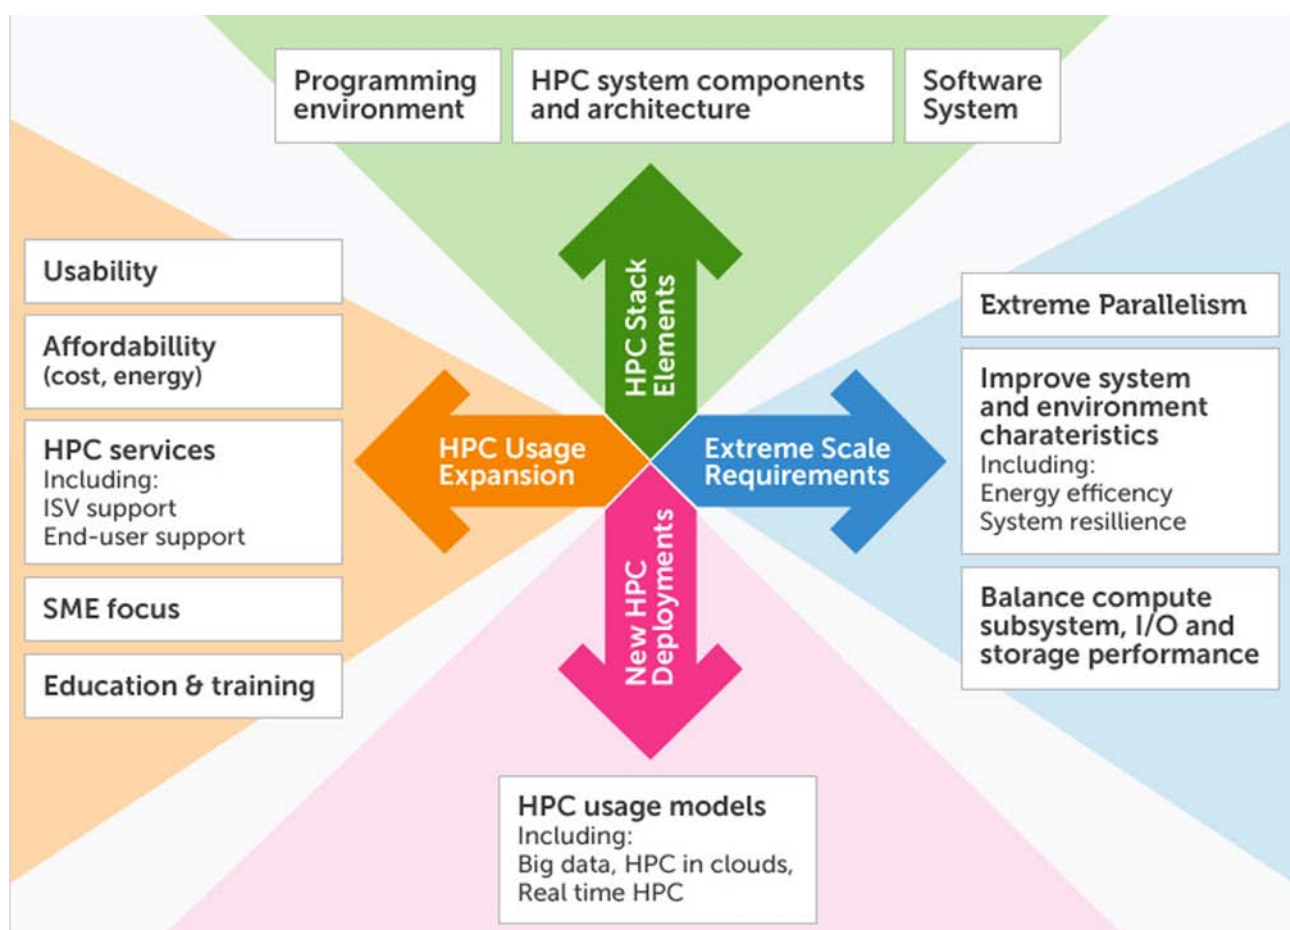 Programming
environment
HPC system components
and architecture
Software
System
HPC Stack
Elements
Usability
Affordabillity
(cost, energy)
HPC services
Including:
ISV support
End-user support
SME focus
Education & training
HPC Usage
Expansion
Extreme Scale
Requirements
Extreme Parallelism
Improve system
and environment
charateristics
Including:
Energy efficency
System resillience
Balance compute
subsystem, I/O and
storage performance
New HPC
Deployments
HPC usage models
Including:
Big data, HPC in clouds,
Real time HPC